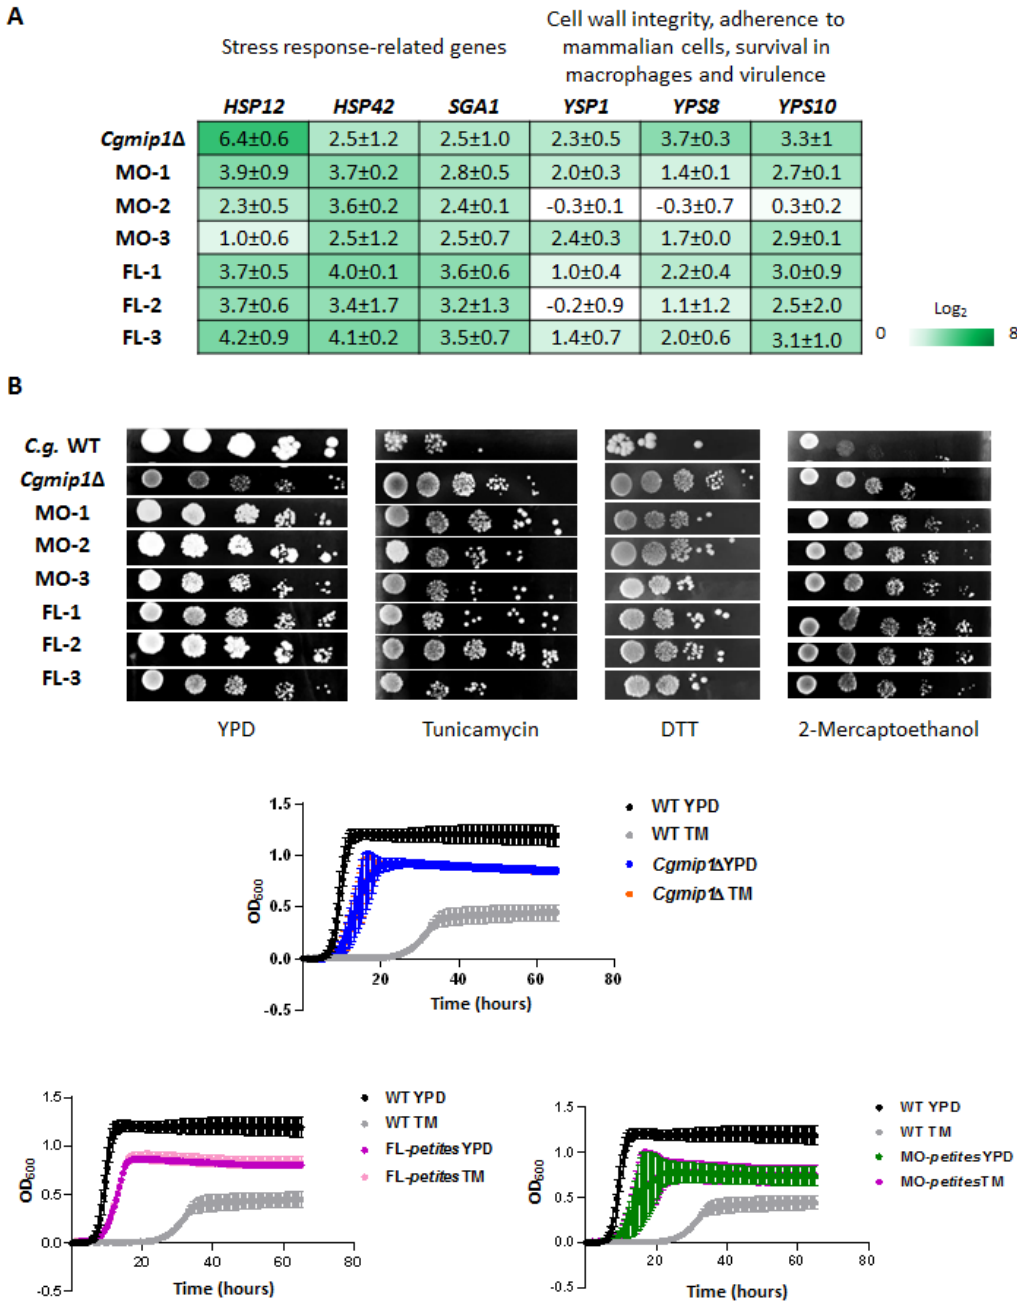 A
Stress response-related genes
Cell wall integrity, adherence to
mammalian cells, survival in
macrophages and virulence
HSP12 HSP42 SGA1 YSP1 YPS8 YPS10
Cgmip1Δ 6.4±0.6 2.5±1.2 2.5±1.0 2.3±0.5 3.7±0.3 3.3±1
MO-1 3.9±0.9 3.7±0.2 2.8±0.5 2.0±0.3 1.4±0.1 2.7±0.1
MO-2 2.3±0.5 3.6±0.2 2.4±0.1 -0.3±0.1 -0.3±0.7 0.3±0.2
MO-3 1.0±0.6 2.5±1.2 2.5±0.7 2.4±0.3 1.7±0.0 2.9±0.1
FL-1 3.7±0.5 4.0±0.1 3.6±0.6 1.0±0.4 2.2±0.4 3.0±0.9
FL-2 3.7±0.6 3.4±1.7 3.2±1.3 -0.2±0.9 1.1±1.2 2.5±2.0
FL-3 4.2±0.9 4.1±0.2 3.5±0.7 1.4±0.7 2.0±0.6 3.1±1.0
Log2
0 8
B
C.g. WT
Cgmip1Δ
MO-1
MO-2
MO-3
FL-1
FL-2
FL-3
YPD Tunicamycin DTT 2-Mercaptoethanol
1.5
1.0
0.5
0.0
-0.5
OD600
20 40 60 80
Time (hours)
WT YPD
WT TM
Cgmip1Δ YPD
Cgmip1Δ TM
1.5
1.0
0.5
0.0
-0.5
OD600
20 40 60 80
Time (hours)
WT YPD
WT TM
FL-petites YPD
FL-petites TM
1.5
1.0
0.5
0.0
-0.5
OD600
20 40 60 80
Time (hours)
WT YPD
WT TM
MO-petites YPD
MO-petites TM